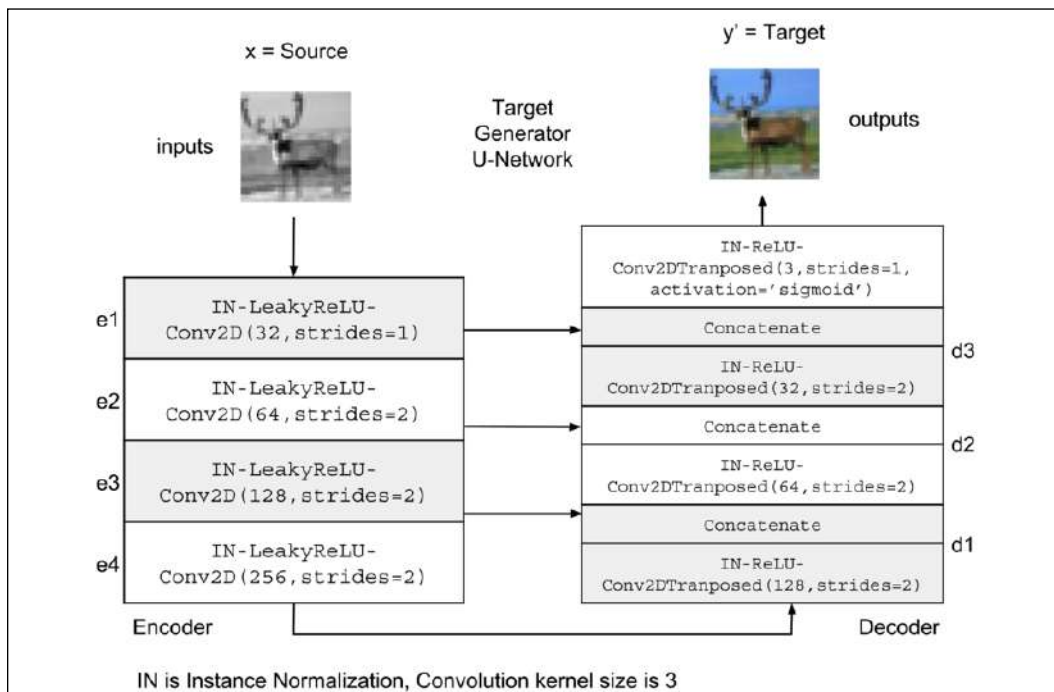 x = Source
y' = Target
inputs
Target
Generator
U-Network
outputs
e1
IN-LeakyReLU-
Conv2D(32,strides=1)
e2
IN-LeakyReLU-
Conv2D(64,strides=2)
e3
IN-LeakyReLU-
Conv2D(128,strides=2)
e4
IN-LeakyReLU-
Conv2D(256,strides=2)
Encoder
IN-ReLU-
Conv2DTranposed(3,strides=1,
activation='sigmoid')
Concatenate
d3
IN-ReLU-
Conv2DTranposed(32,strides=2)
Concatenate
d2
IN-ReLU-
Conv2DTranposed(64,strides=2)
Concatenate
d1
IN-ReLU-
Conv2DTranposed(128,strides=2)
Decoder
IN is Instance Normalization, Convolution kernel size is 3